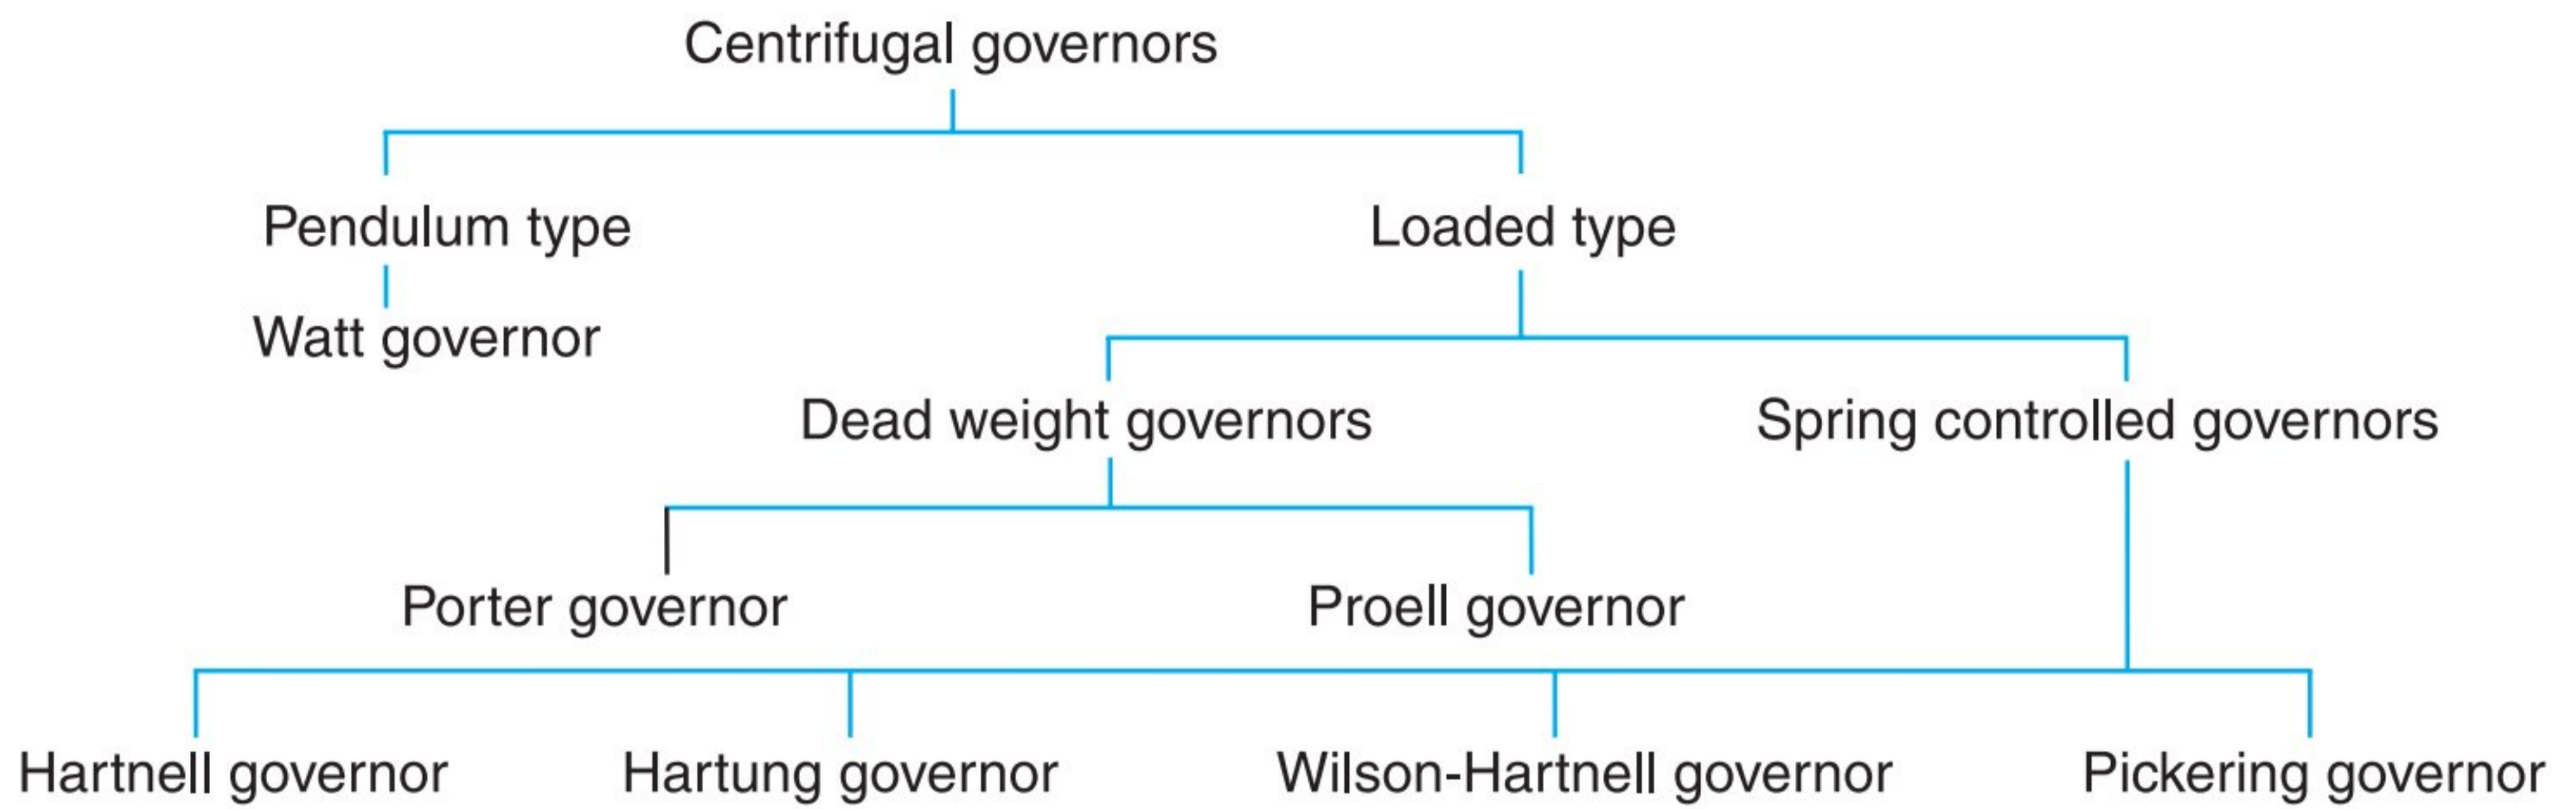 Centrifugal governors
Pendulum type
Loaded type
Watt governor
Dead weight governors
Spring controlled governors
Porter governor
Proell governor
Hartnell governor
Hartung governor
Wilson-Hartnell governor
Pickering governor